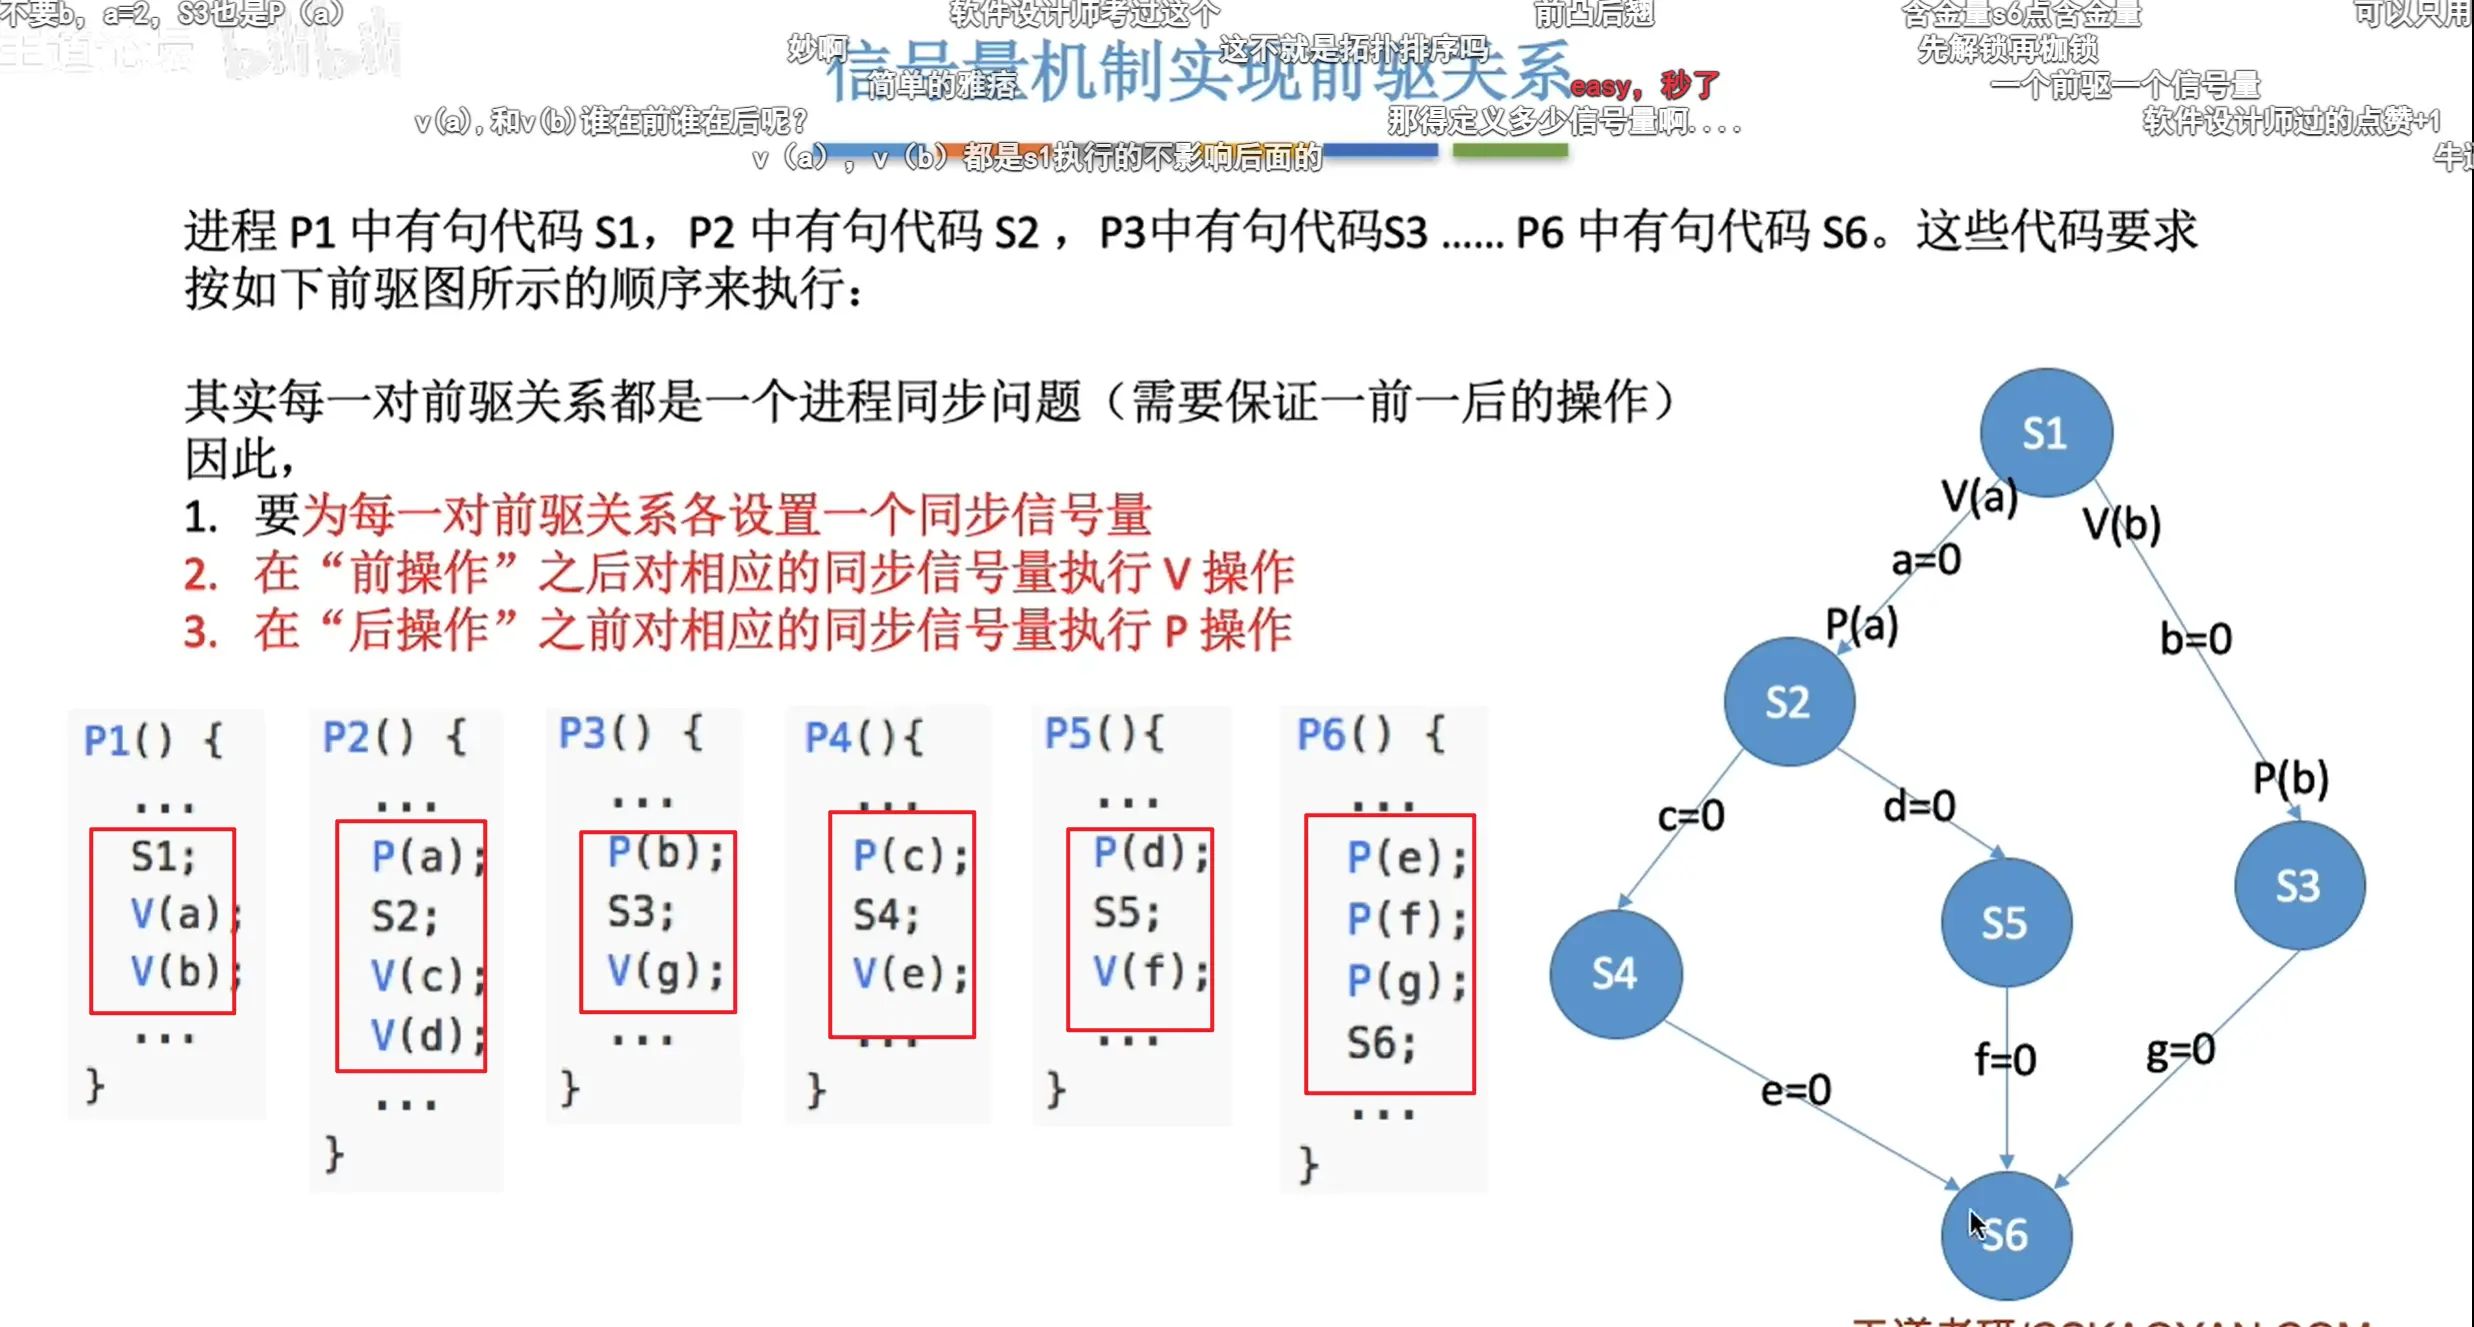 不要b，a=2，S3也是P（a）
软件设计师考过这个
前凸后翘
含金量s6点含金量
可以只用
王道论坛 bilibili
妙啊
这不就是拓扑排序吗
先解锁再枷锁
信号量机制实现前驱关系
简单的雅痞
easy，秒了
一个前驱一个信号量
v(a),和v(b)谁在前谁在后呢?
那得定义多少信号量啊....
软件设计师过的点赞+1
v（a），v（b）都是s1执行的不影响后面的
进程 P1 中有句代码 S1，P2 中有句代码 S2 ，P3中有句代码S3 …… P6 中有句代码 S6。这些代码要求
按如下前驱图所示的顺序来执行：
其实每一对前驱关系都是一个进程同步问题（需要保证一前一后的操作）
因此，
1. 要为每一对前驱关系各设置一个同步信号量
2. 在“前操作”之后对相应的同步信号量执行 V 操作
3. 在“后操作”之前对相应的同步信号量执行 P 操作
P1() {
...
S1;
V(a);
V(b);
...
}
P2() {
...
P(a);
S2;
V(c);
V(d);
...
}
P3() {
...
P(b);
S3;
V(g);
...
}
P4(){
...
P(c);
S4;
V(e);
...
}
P5(){
...
P(d);
S5;
V(f);
...
}
P6() {
...
P(e);
P(f);
P(g);
S6;
...
}
S1
V(a)
V(b)
a=0
P(a)
b=0
S2
P(b)
c=0
d=0
S3
S5
S4
g=0
f=0
e=0
S6